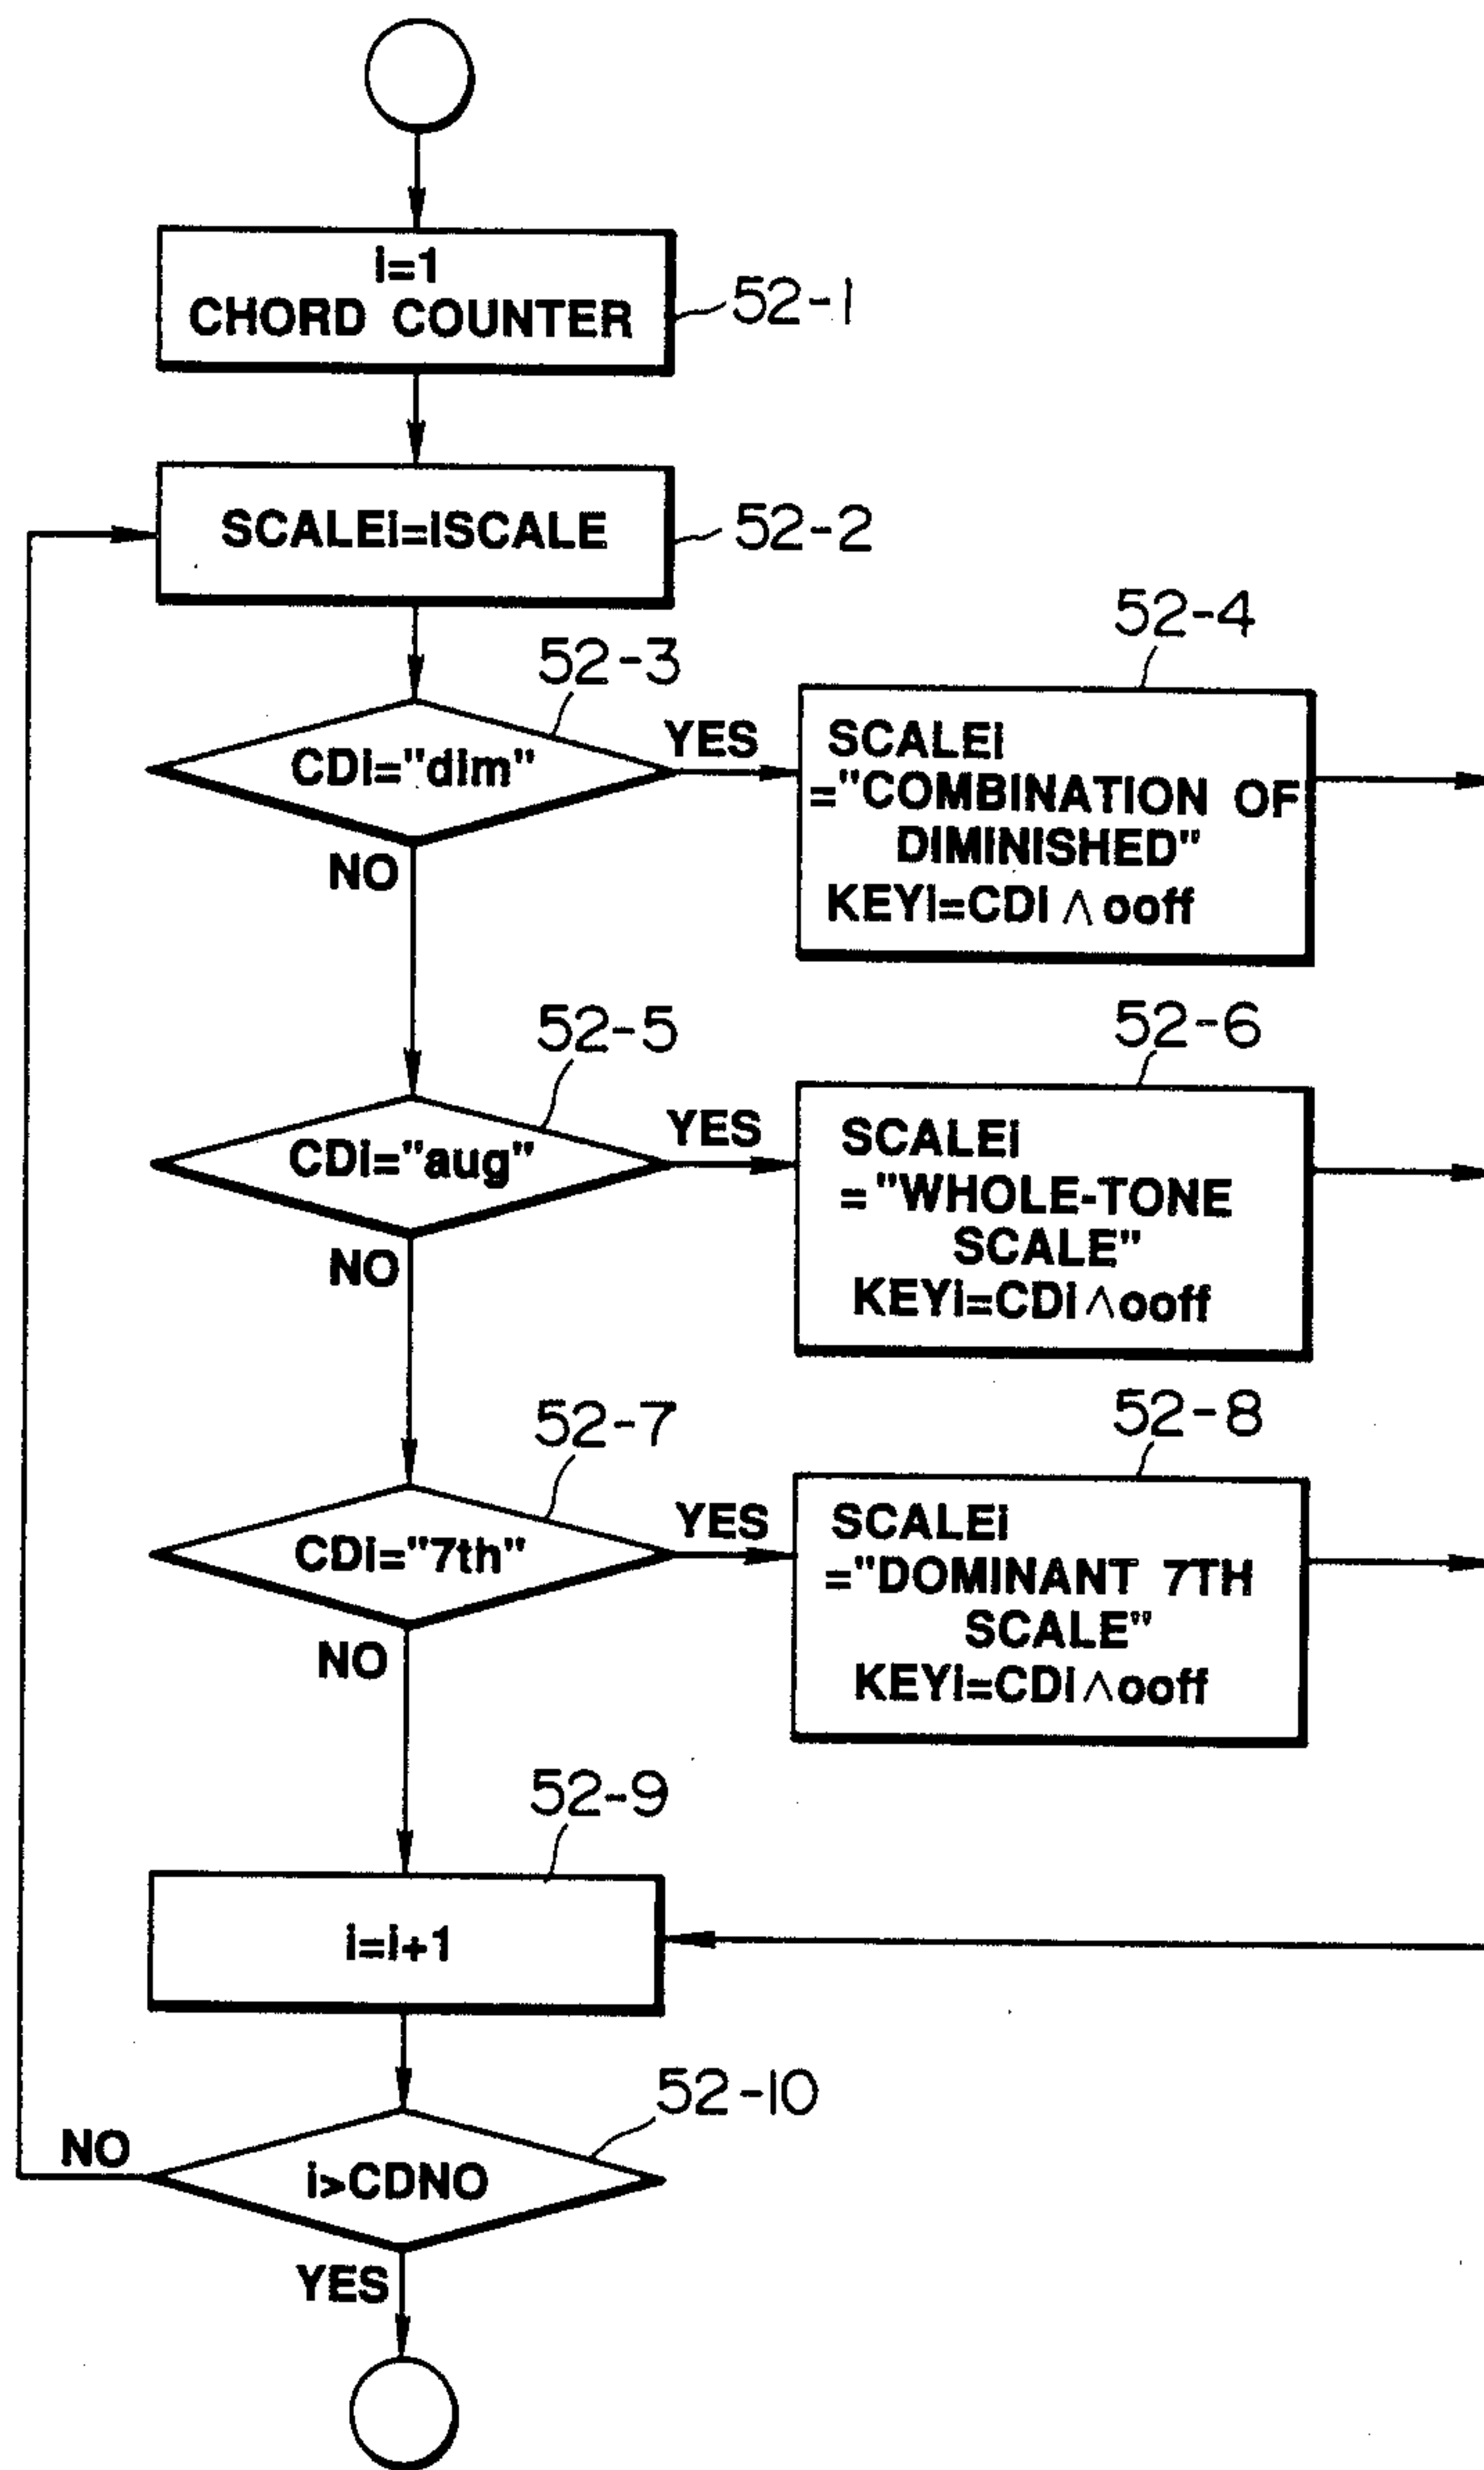 i=1
CHORD COUNTER
52-1
SCALEi=ISCALE
52-2
52-3
CDi="dim"
YES
NO
52-4
SCALEi
="COMBINATION OF
DIMINISHED"
KEYi=CDi∧ooff
52-5
CDi="aug"
YES
NO
52-6
SCALEi
="WHOLE-TONE
SCALE"
KEYi=CDi∧ooff
52-7
CDi="7th"
YES
NO
52-8
SCALEi
="DOMINANT 7TH
SCALE"
KEYi=CDi∧ooff
52-9
i=i+1
52-10
i>CDNO
NO
YES